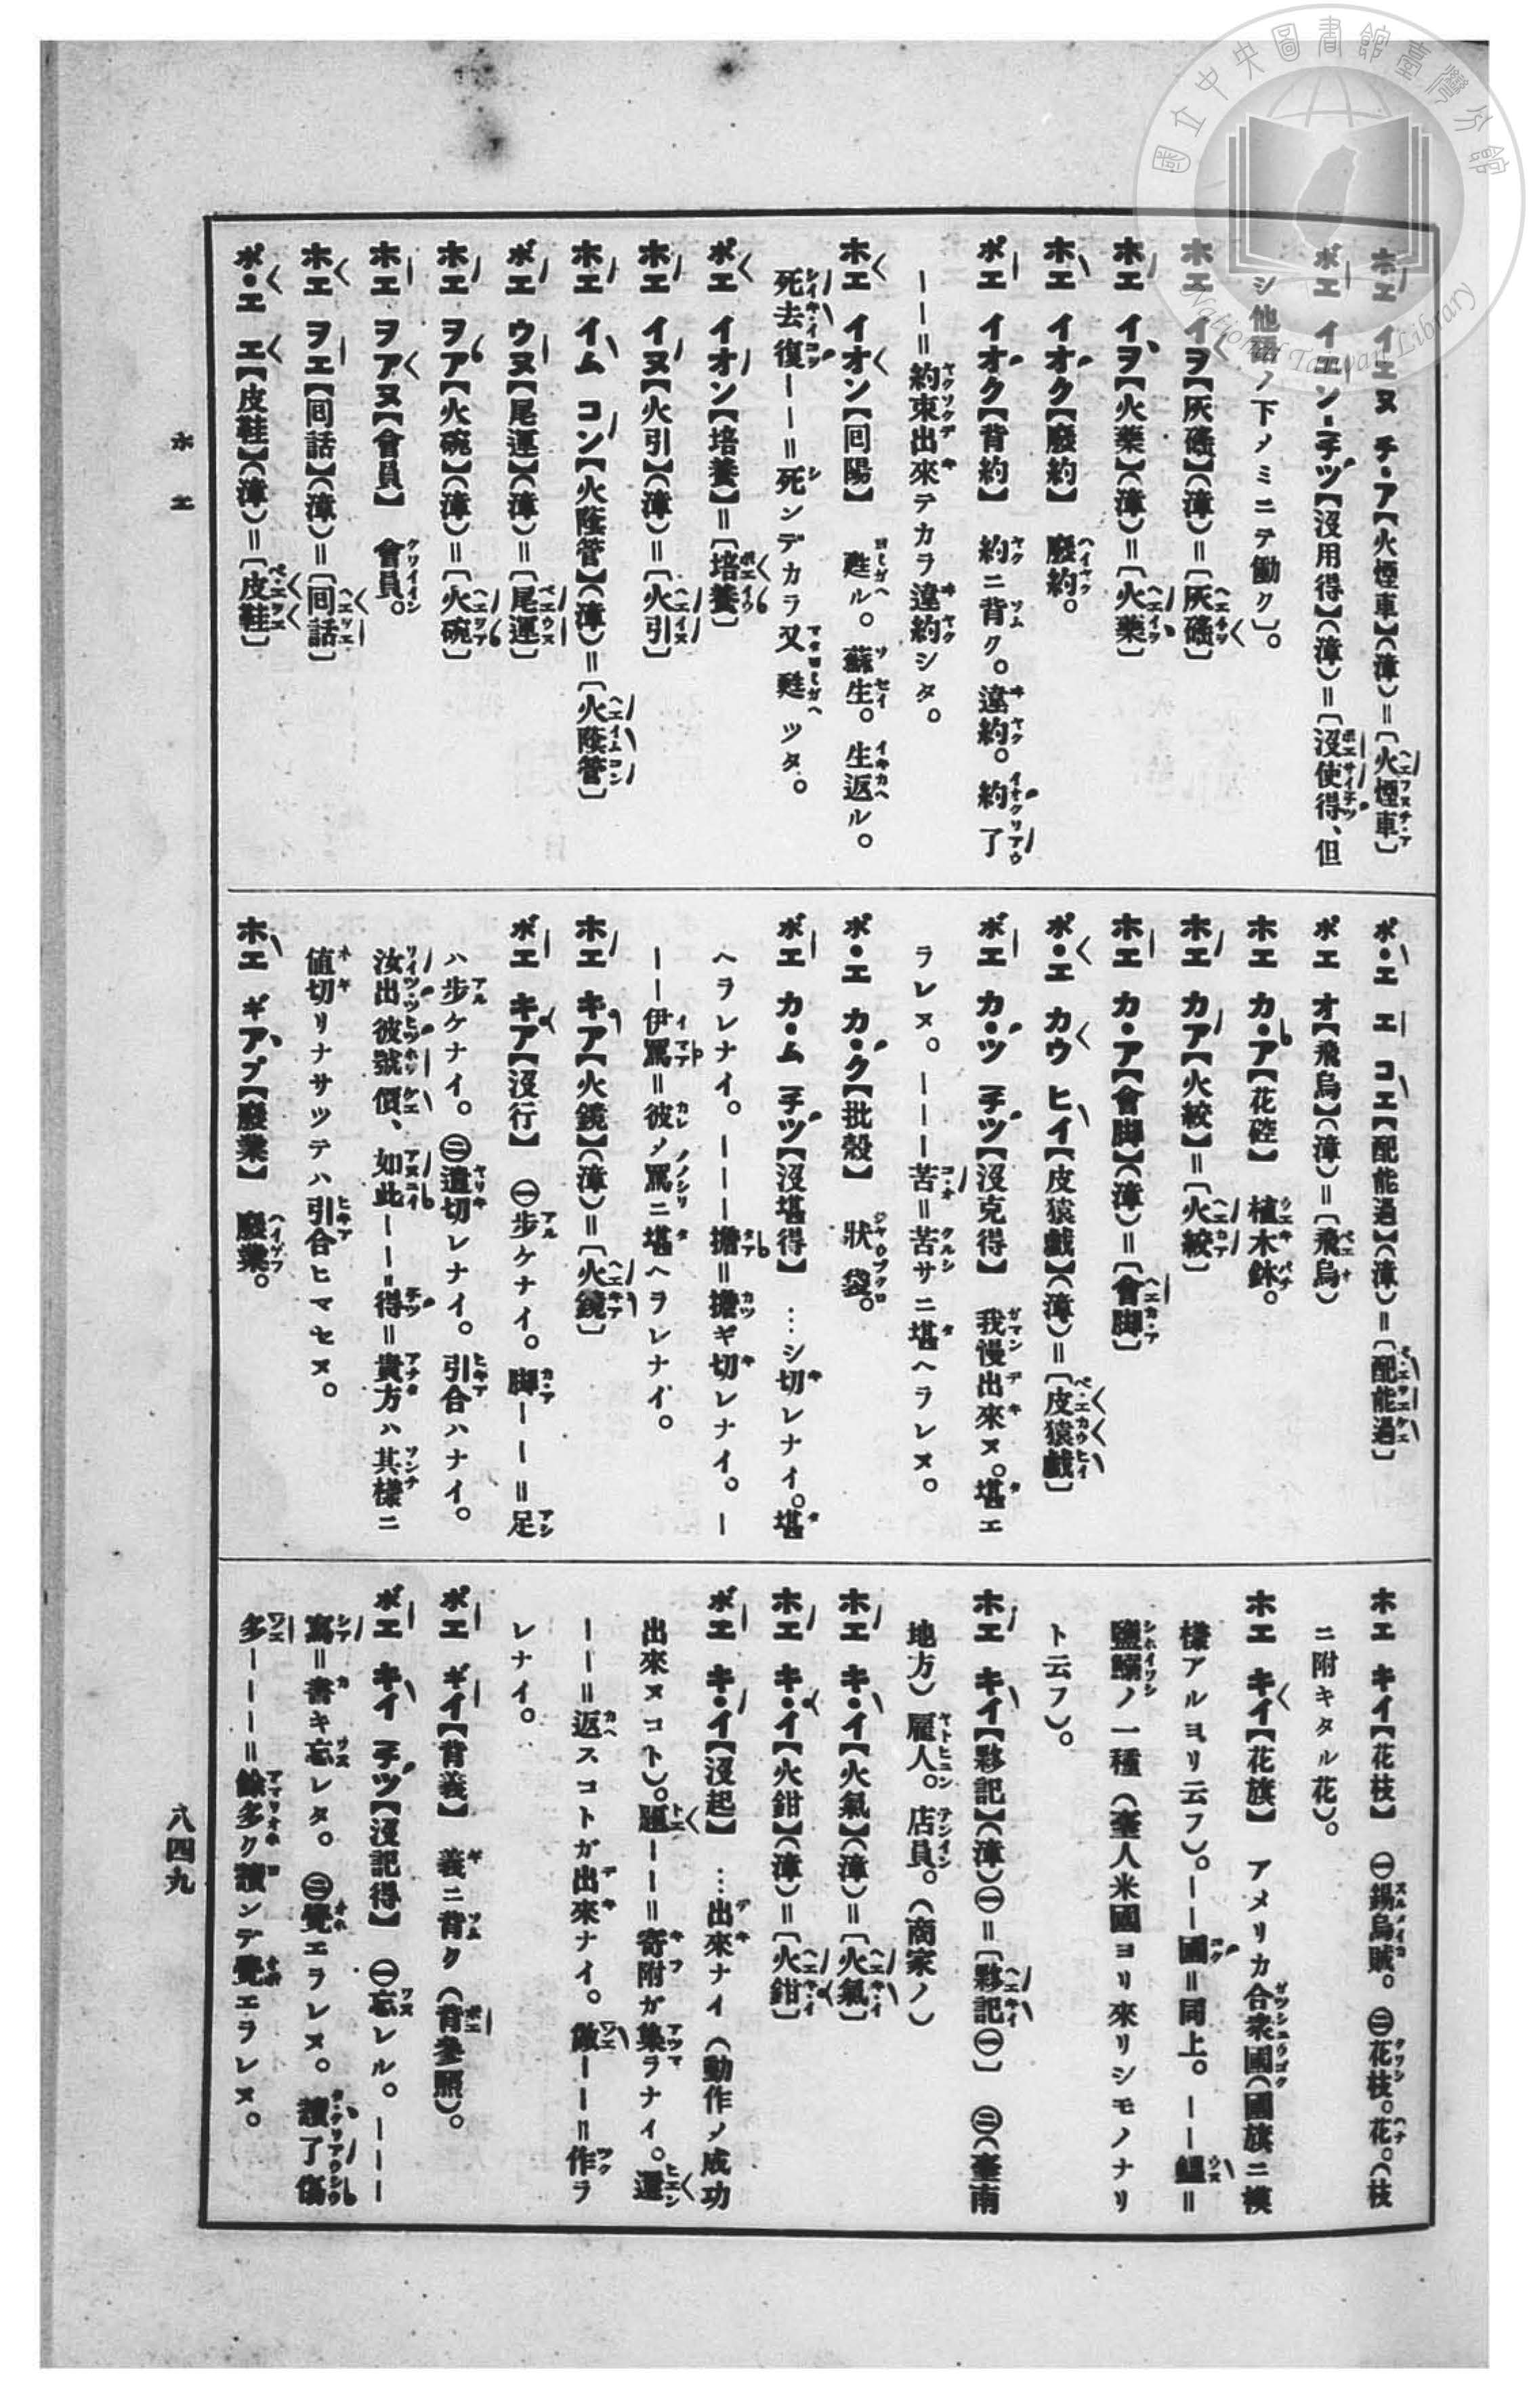 國立中央圖書館臺灣分館
National Taiwan Library
ホエ イエヌ チ・ア【火煙車】(漳)=〔火煙車〕
ボエ イエン・チツ【沒用得】(漳)=〔沒使得、但
シ他語ノ下ノミニテ働ク〕。
ホエ イヲ【灰磘】(漳)=〔灰磘〕
ホエ イヲ【火藥】(漳)=〔火藥〕
ホエ イオク【廢約】 廢約。
ボエ イオク【背約】 約ニ背ク。違約。約了
——=約束出來テカラ違約シタ。
ホエ イオン【回陽】 甦ル。蘇生。生返ル。
死去復——=死ンデカラ又甦ツタ。
ボエ イオン【培養】=〔培養〕
ホエ イヌ【火引】(漳)=〔火引〕
ホエ イム コン【火蔭管】(漳)=〔火蔭管〕
ボエ ウヌ【尾運】(漳)=〔尾運〕
ホエ ヲア【火碗】(漳)=〔火碗〕
ホエ ヲアヌ【會員】 會員。
ホエ ヲエ【回話】(漳)=〔回話〕
ポ・エ エ【皮鞋】(漳)=〔皮鞋〕
ポ・エ エ コエ【配能過】(漳)=〔配能過〕
ポエ オ【飛烏】(漳)=〔飛烏〕
ホエ カ・ア【花硿】 植木鉢。
ホエ カア【火絞】=〔火絞〕
ホエ カ・ア【會脚】(漳)=〔會脚〕
ポ・エ カウ ヒイ【皮猿戲】(漳)=〔皮猿戲〕
ボエ カ・ツ チツ【沒克得】 我慢出來ヌ。堪エ
ラレヌ。———苦=苦サニ堪ヘラレヌ。
ポ・エ カ・ク【批殼】 狀袋。
ボエ カ・ム チツ【沒堪得】 …シ切レナイ。堪
ヘラレナイ。———擔=擔ギ切レナイ。—
——伊罵=彼ノ罵ニ堪ヘラレナイ。
ホエ キア【火鏡】(漳)=〔火鏡〕
ボエ キア【沒行】 ㊀步ケナイ。脚——=足
ハ步ケナイ。㊁遣切レナイ。引合ハナイ。
汝出彼號價、如此——得=貴方ハ其樣ニ
値切リナサツテハ引合ヒマセヌ。
ホエ ギアプ【廢業】 廢業。
ホエ キイ【花枝】 ㊀錫烏賊。㊁花枝。花。(枝
ニ附キタル花)。
ホエ キイ【花旗】 アメリカ合衆國(國旗ニ模
樣アルヨリ云フ)。——國=同上。——鰮=
鹽鰯ノ一種(臺人米國ヨリ來リシモノナリ
ト云フ)。
ホエ キイ【夥記】(漳)㊀=〔夥記㊀〕 ㊁(臺南
地方)雇人。店員。(商家ノ)
ホエ キ・イ【火氣】(漳)=〔火氣〕
ホエ キ・イ【火鉗】(漳)=〔火鉗〕
ボエ キ・イ【沒起】 …出來ナイ(動作ノ成功
出來ヌコト)。題——=寄附ガ集ラナイ。還
——=返スコトガ出來ナイ。做——=作ラ
レナイ。
ボエ ギイ【背義】 義ニ背ク(背參照)。
ボエ キイ チツ【沒記得】 ㊀忘レル。———
寫=書キ忘レタ。㊁覺エラレヌ。讀了傷
多———=餘多ク讀ンデ覺エラレヌ。
ホエ
八四九